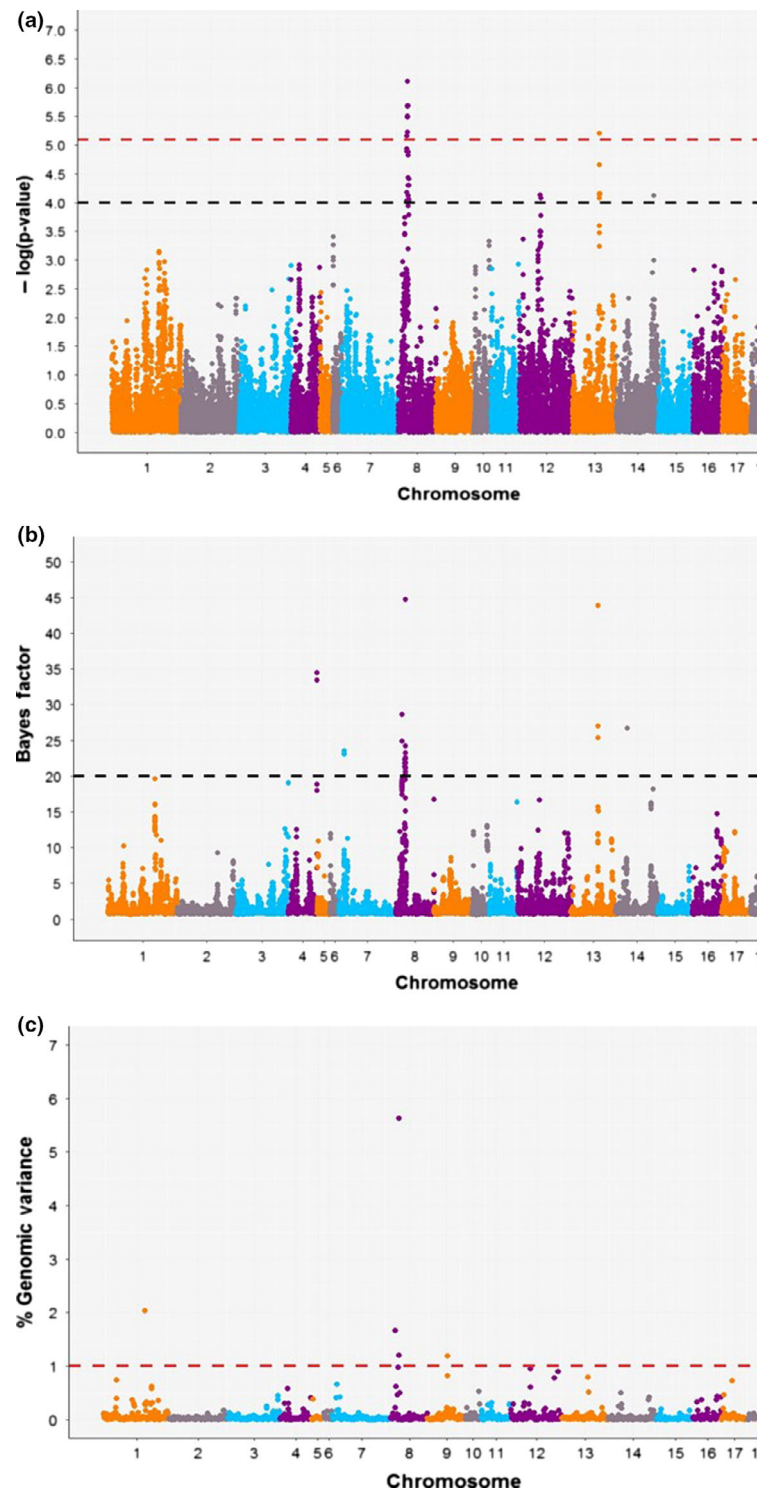 (a)
7.0
6.5
6.0
5.5
5.0
4.5
4.0
3.5
3.0
2.5
2.0
1.5
1.0
0.5
0.0
– log(p-value)
1 2 3 4 5 6 7 8 9 10 11 12 13 14 15 16 17 1
Chromosome
(b)
50
45
40
35
30
25
20
15
10
5
0
Bayes factor
1 2 3 4 5 6 7 8 9 10 11 12 13 14 15 16 17 1
Chromosome
(c)
7
6
5
4
3
2
1
0
% Genomic variance
1 2 3 4 5 6 7 8 9 10 11 12 13 14 15 16 17 1
Chromosome